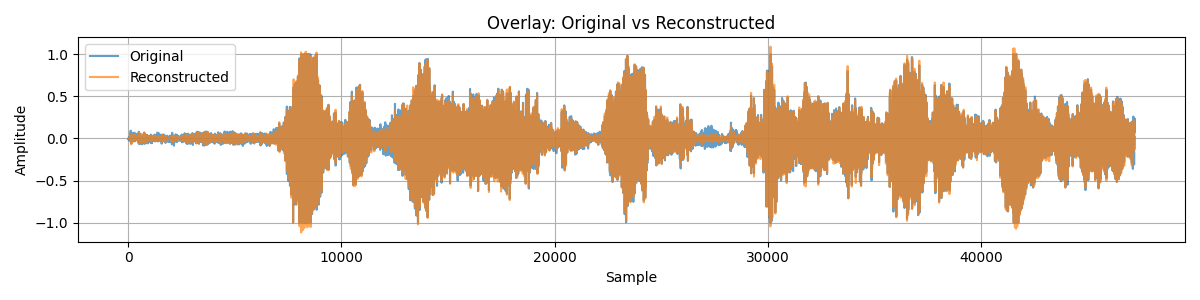 Overlay: Original vs Reconstructed
Original
Reconstructed
1.0
0.5
0.0
−0.5
−1.0
Amplitude
0 10000 20000 30000 40000
Sample